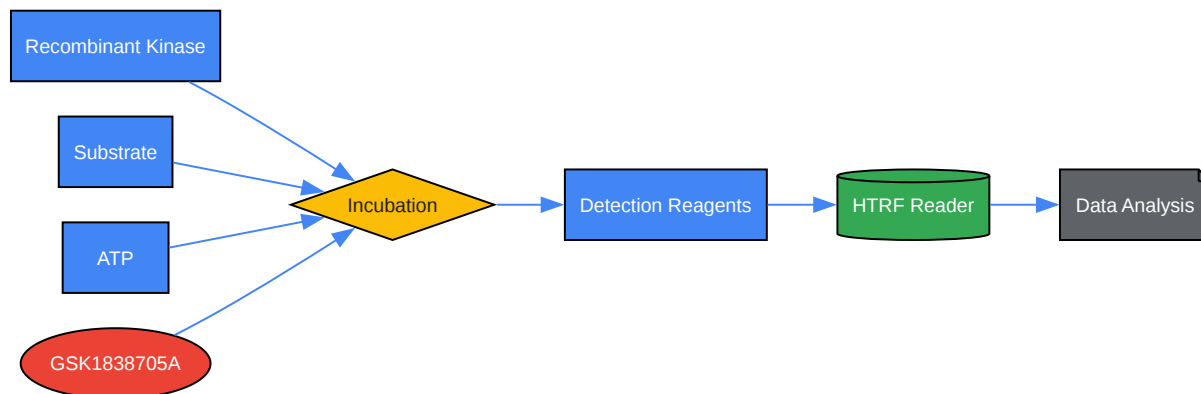 Recombinant Kinase
Substrate
ATP
GSK1838705A
Incubation
Detection Reagents
HTRF Reader
Data Analysis